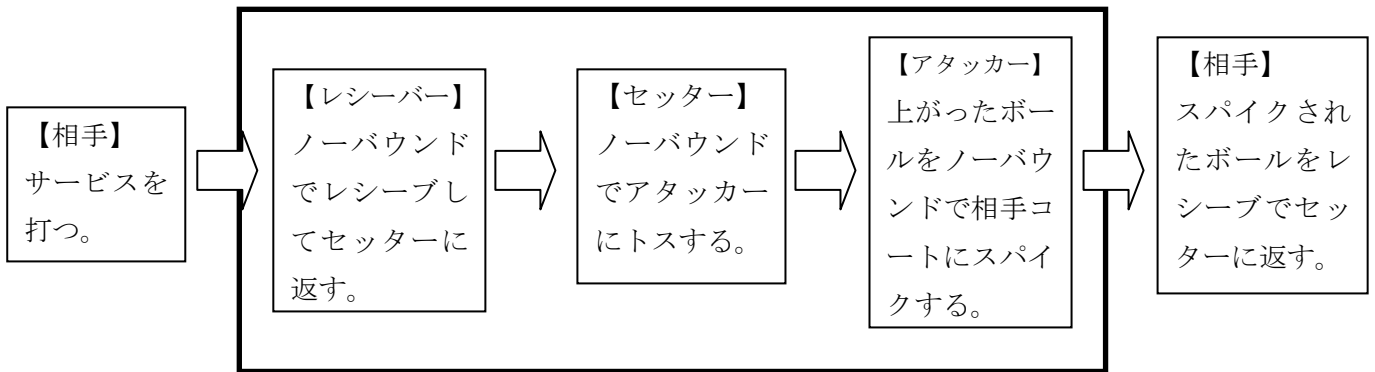 【相手】
サービスを
打つ。
【レシーバー】
ノーバウンド
でレシーブし
てセッターに
返す。
【セッター】
ノーバウンド
でアタッカー
にトスする。
【アタッカー】
上がったボー
ルをノーバウ
ンドで相手コ
ートにスパイ
クする。
【相手】
スパイクされ
たボールをレ
シーブでセッ
ターに返す。